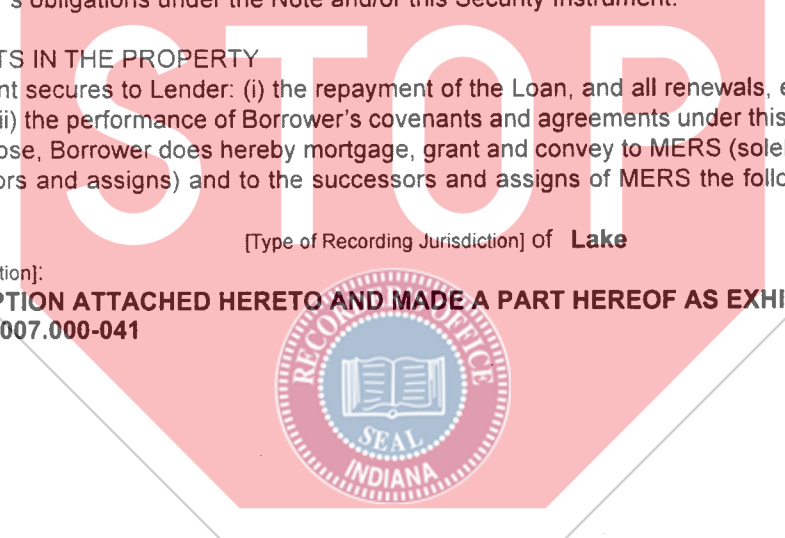 s obligations under the Note and/or this Security Instrument.
TS IN THE PROPERTY
nt secures to Lender: (i) the repayment of the Loan, and all renewals, e
ii) the performance of Borrower's covenants and agreements under this
ose, Borrower does hereby mortgage, grant and convey to MERS (solel
ors and assigns) and to the successors and assigns of MERS the follo
[Type of Recording Jurisdiction] of Lake
tion]:
PTION ATTACHED HERETO AND MADE A PART HEREOF AS EXHI
007.000-041
STOP
RECORDER'S OFFICE
SEAL
INDIANA